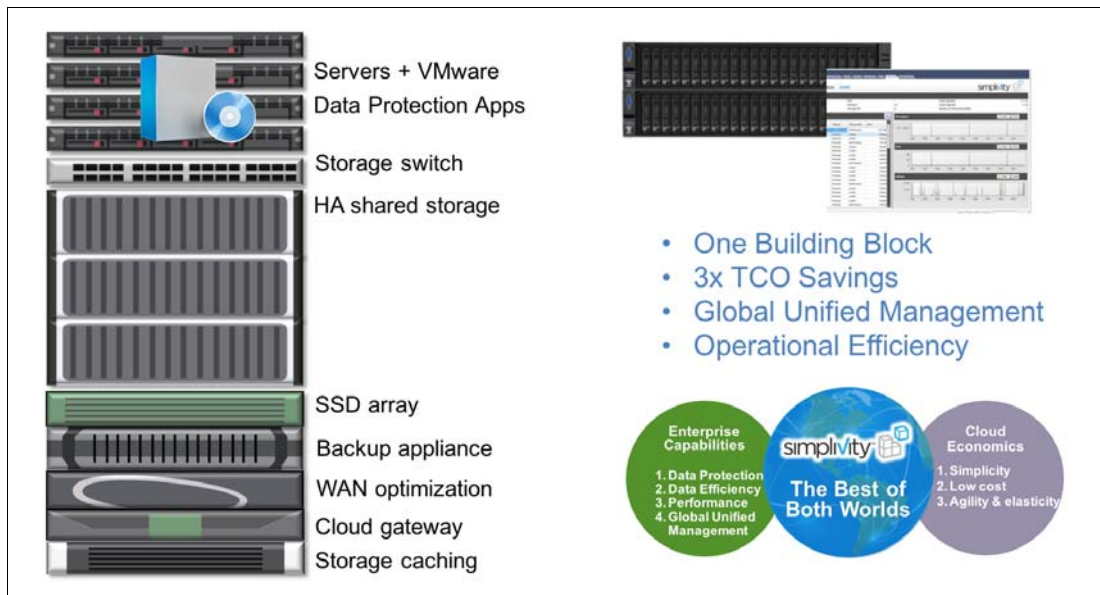 Servers + VMware
Data Protection Apps
Storage switch
HA shared storage
SSD array
Backup appliance
WAN optimization
Cloud gateway
Storage caching
simplivity
• One Building Block
• 3x TCO Savings
• Global Unified Management
• Operational Efficiency
Enterprise
Capabilities
1. Data Protection
2. Data Efficiency
3. Performance
4. Global Unified
Management
simplivity
The Best of
Both Worlds
Cloud
Economics
1. Simplicity
2. Low cost
3. Agility & elasticity